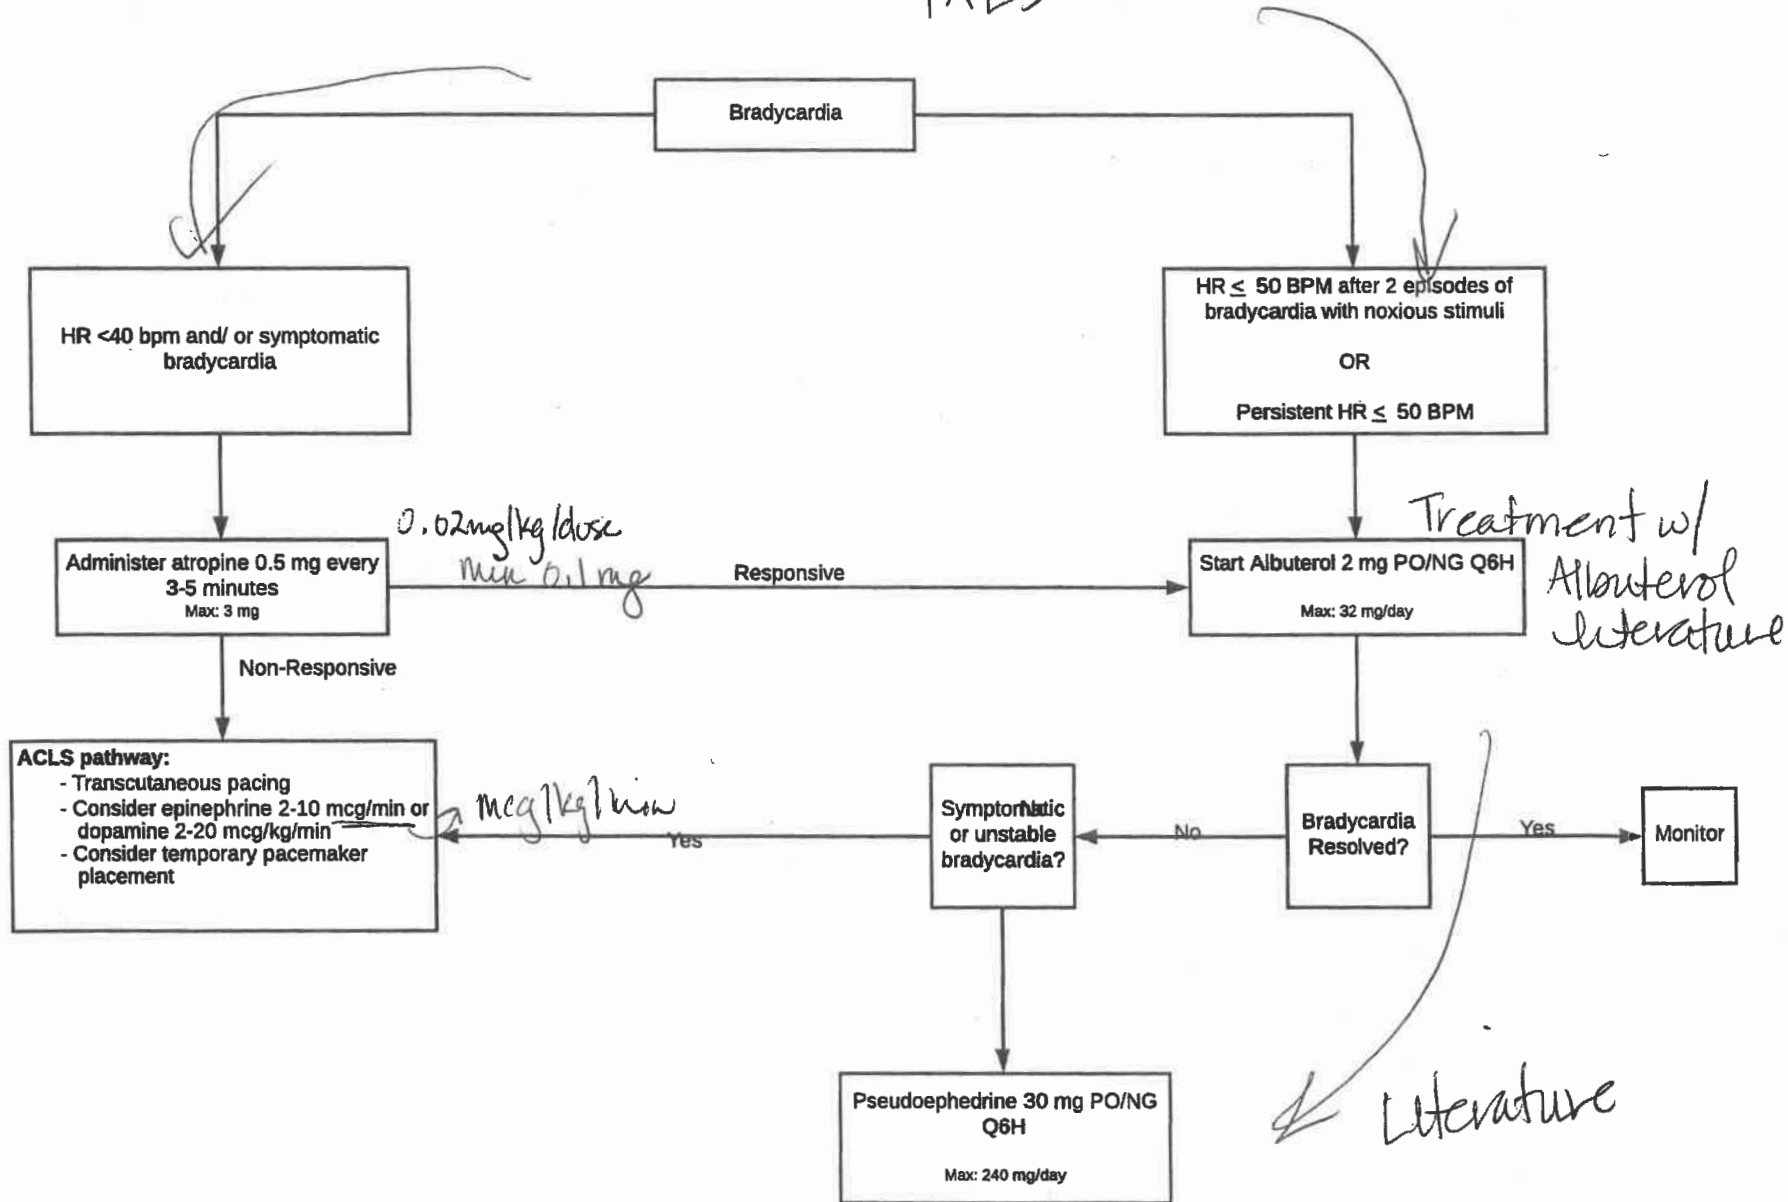 Bradycardia
HR <40 bpm and/ or symptomatic
bradycardia
HR ≤ 50 BPM after 2 episodes of
bradycardia with noxious stimuli
OR
Persistent HR ≤ 50 BPM
Administer atropine 0.5 mg every
3-5 minutes
Max: 3 mg
0.02mg/kg/dose
min 0.1 mg
Responsive
Start Albuterol 2 mg PO/NG Q6H
Max: 32 mg/day
Treatment w/
Albuterol
literature
Non-Responsive
ACLS pathway:
- Transcutaneous pacing
- Consider epinephrine 2-10 mcg/min or
dopamine 2-20 mcg/kg/min
- Consider temporary pacemaker
placement
mcg/kg/min
Yes
Symptomatic
or unstable
bradycardia?
No
No
Bradycardia
Resolved?
Yes
Monitor
Pseudoephedrine 30 mg PO/NG
Q6H
Max: 240 mg/day
Literature